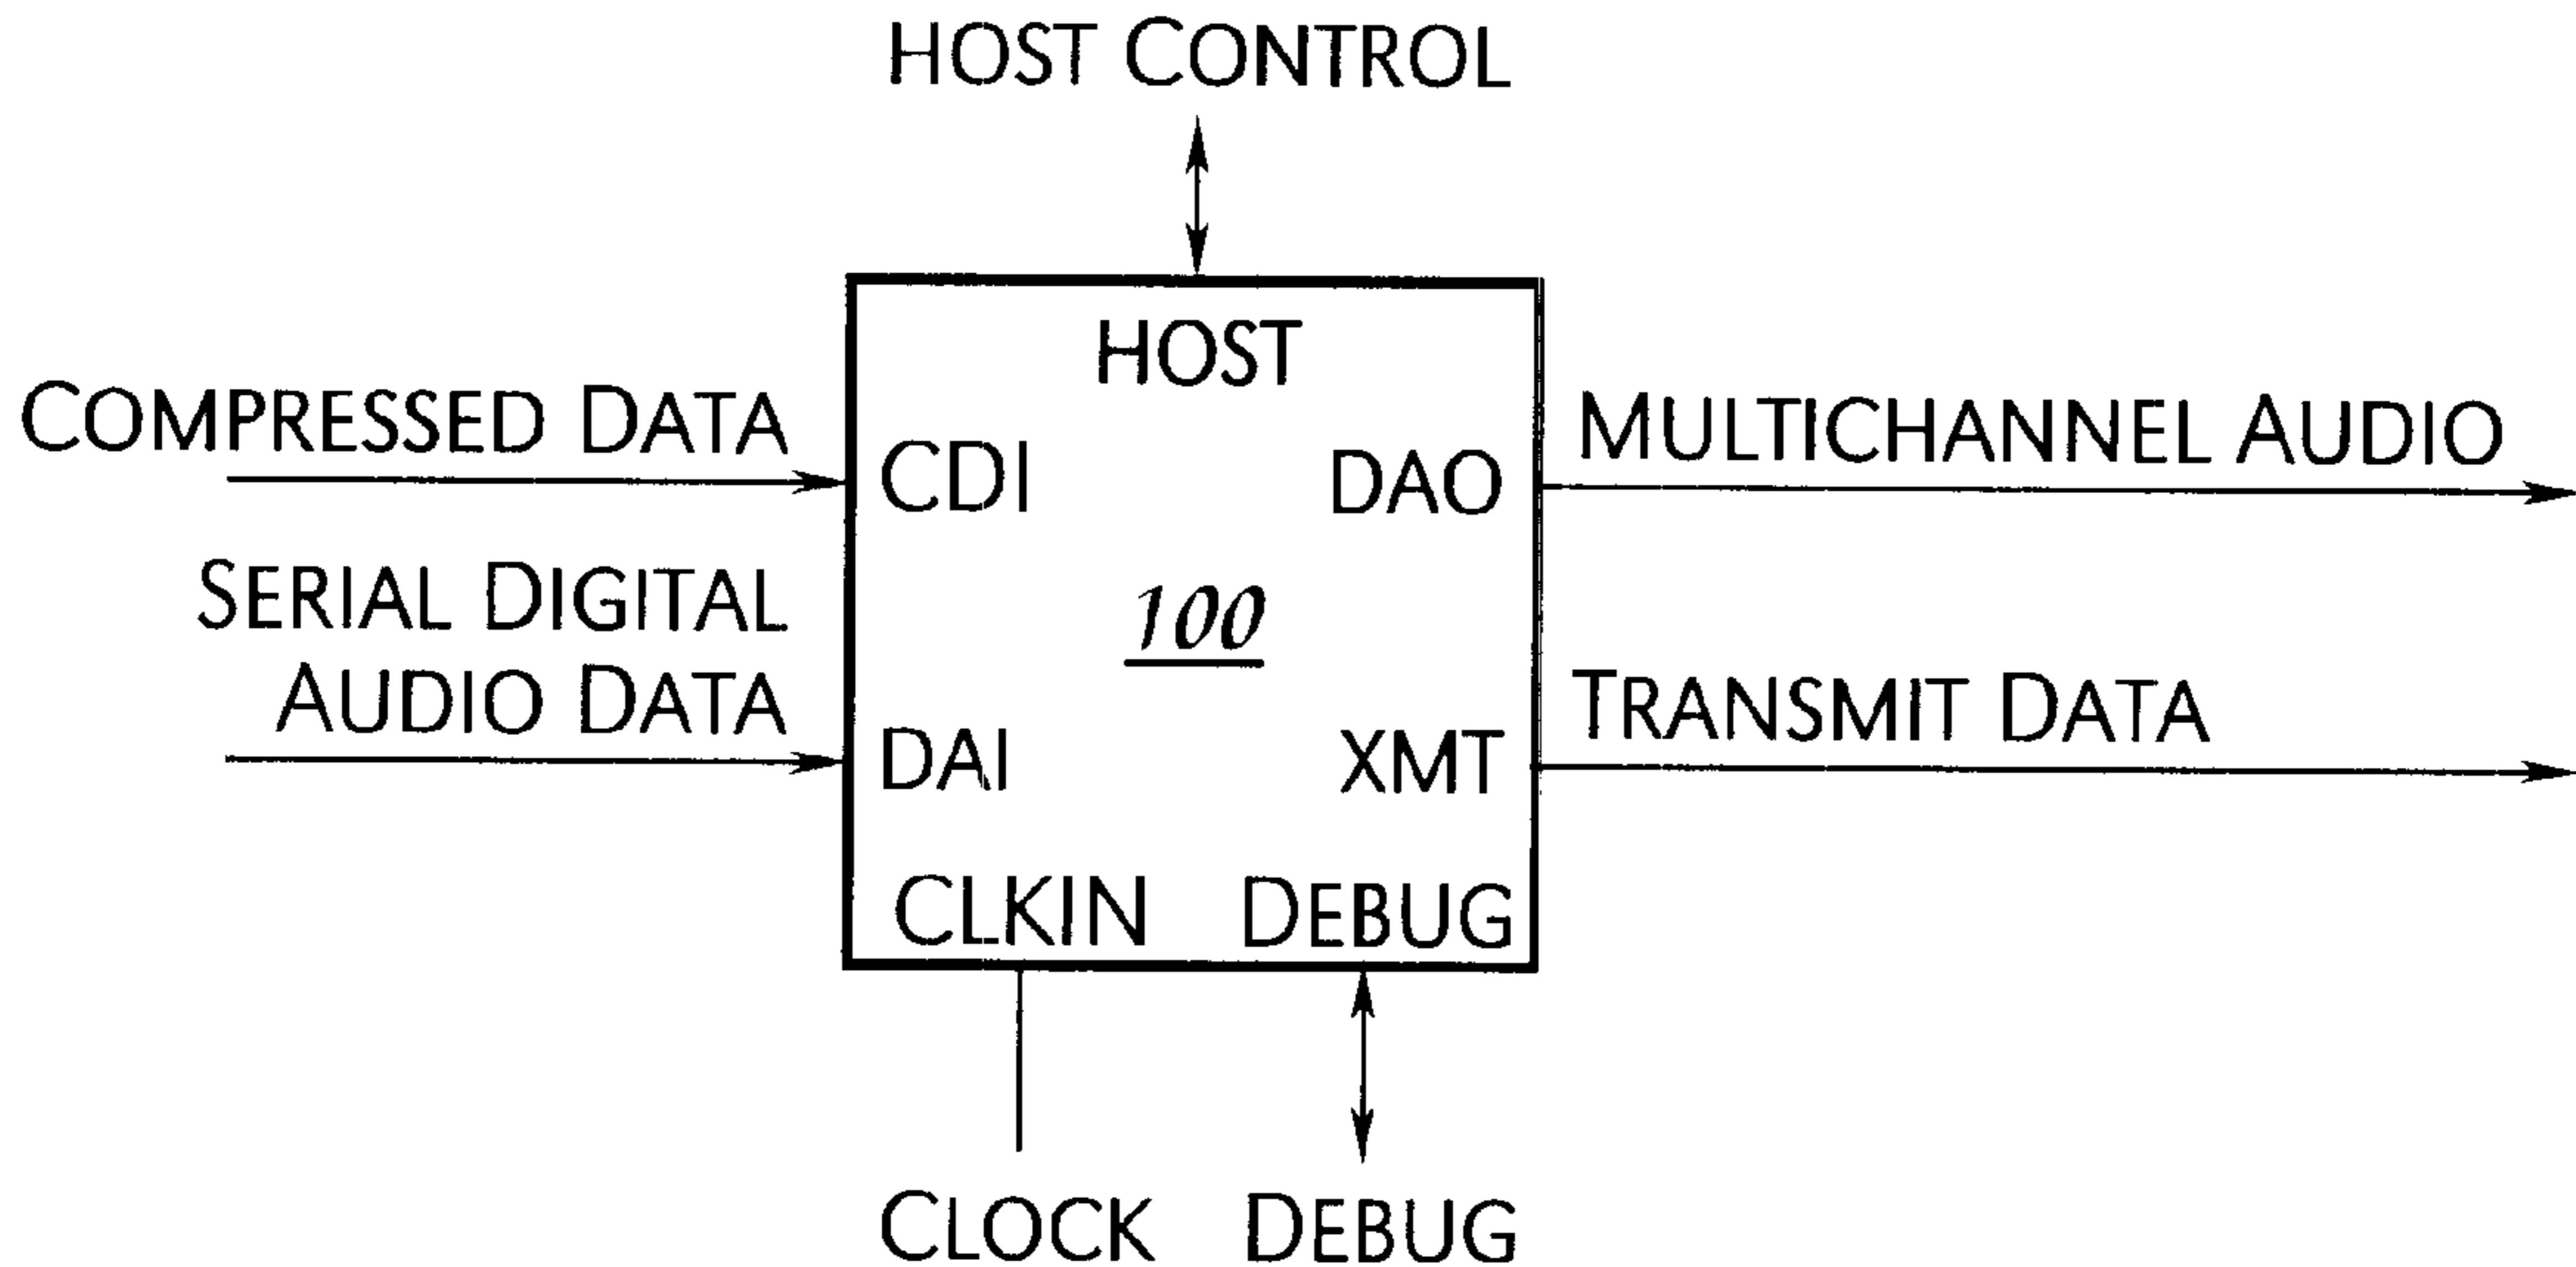 HOST CONTROL
HOST
COMPRESSED DATA
CDI
DAO
MULTICHANNEL AUDIO
SERIAL DIGITAL
AUDIO DATA
100
DAI
XMT
TRANSMIT DATA
CLKIN
DEBUG
CLOCK
DEBUG